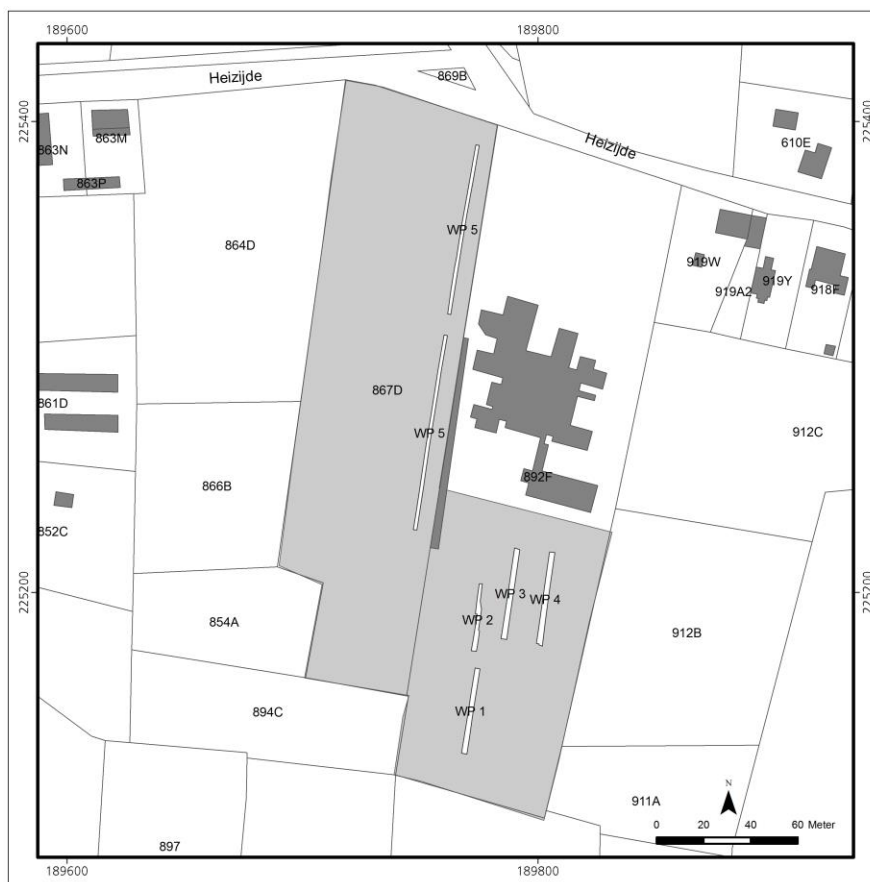 189600
189800
225400
225400
Heizijde
869B
863M
863N
863P
610E
Heizijde
WP 5
864D
919W
919Y
919A2
918F
867D
861D
WP 5
912C
892F
866B
852C
225200
225200
WP 3
WP 4
WP 2
854A
912B
WP 1
894C
911A
N
0 20 40 60 Meter
897
189600
189800